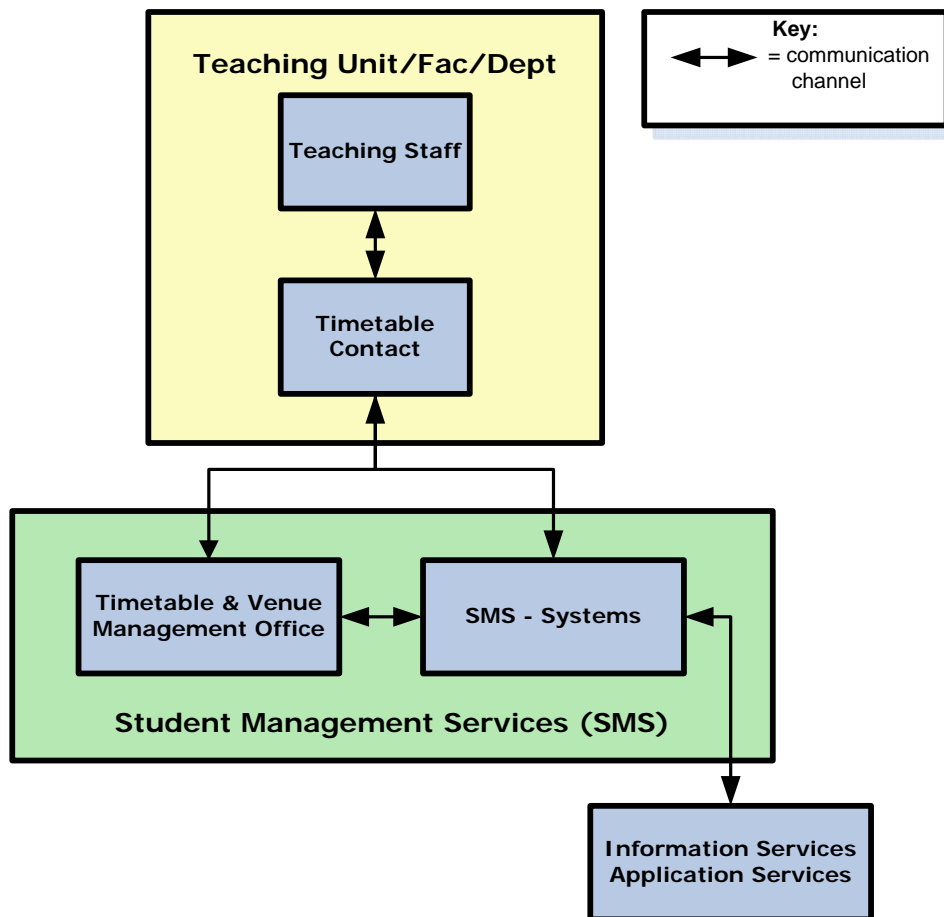 Teaching Unit/Fac/Dept
Key:
= communication
channel
Teaching Staff
Timetable
Contact
Timetable & Venue
Management Office
SMS - Systems
Student Management Services (SMS)
Information Services
Application Services